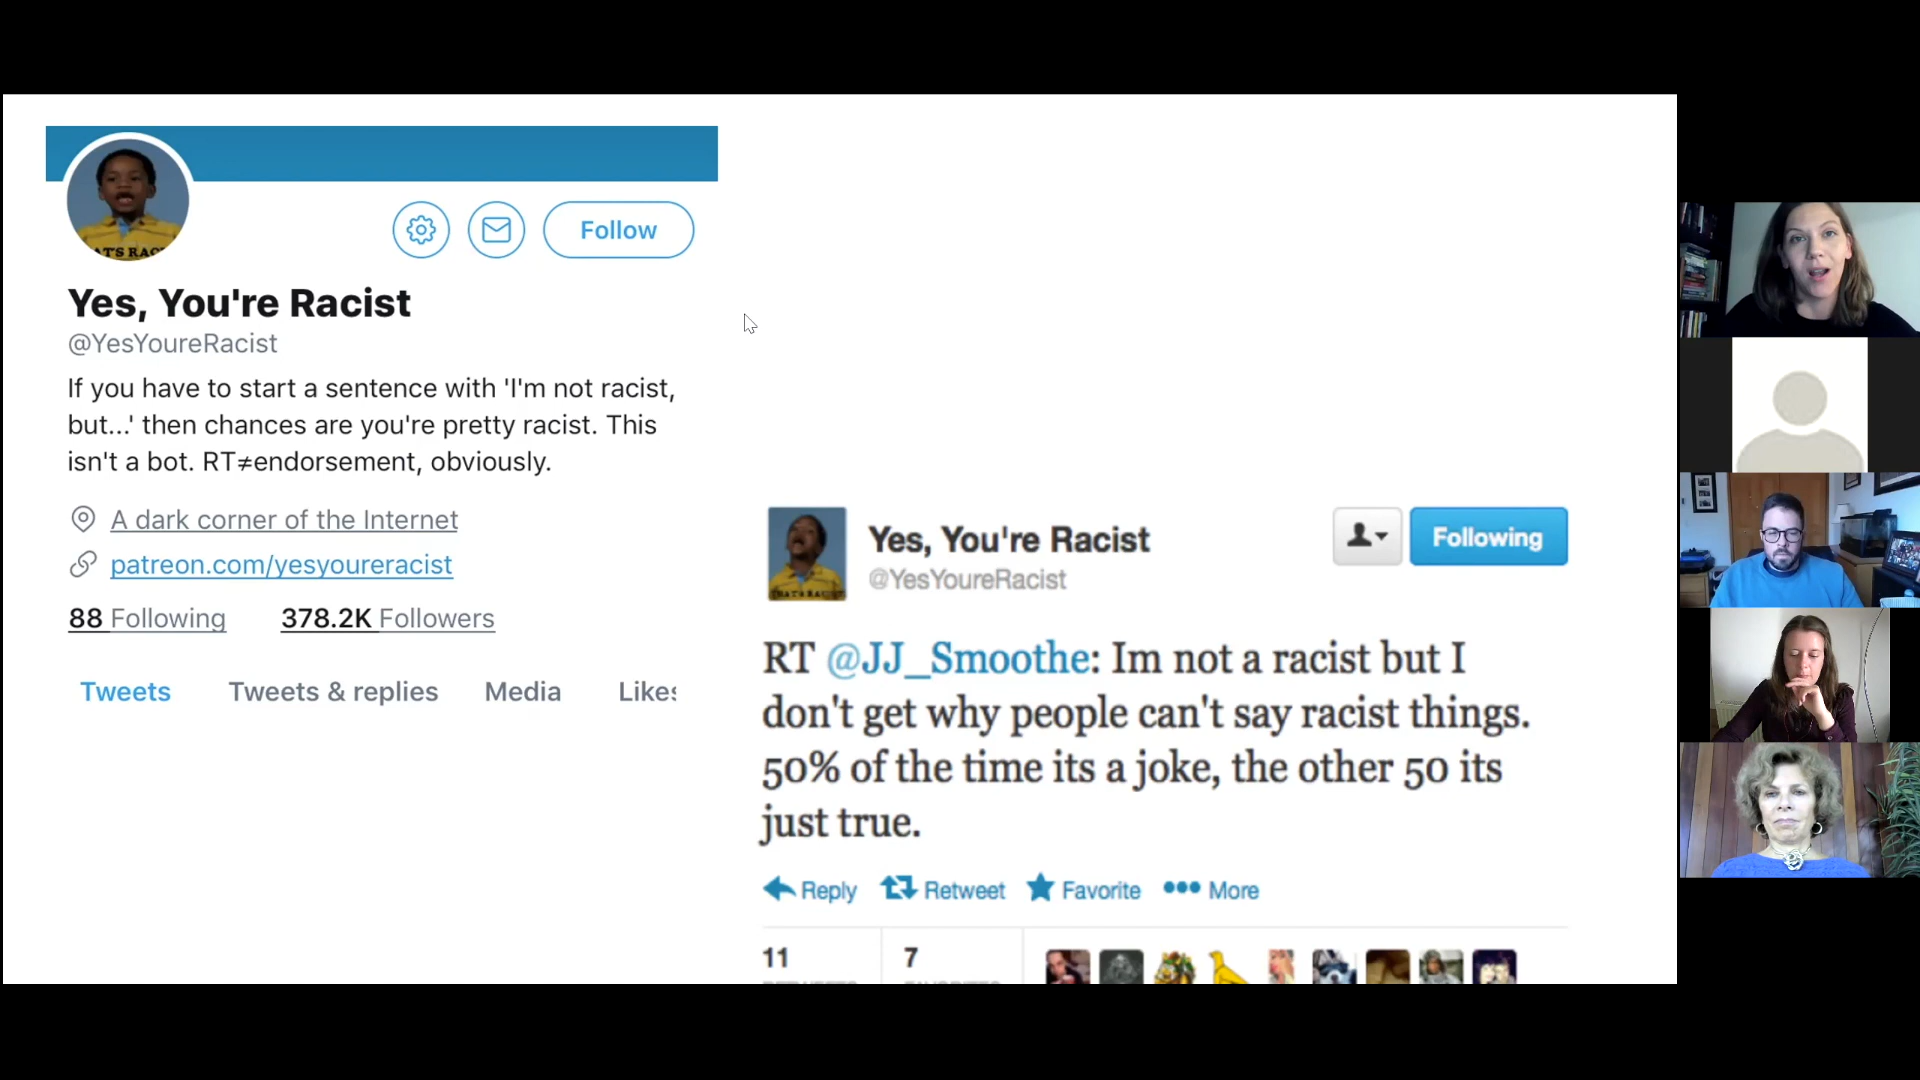 Follow
Yes, You're Racist
@YesYoureRacist
If you have to start a sentence with 'I'm not racist,
but...' then chances are you're pretty racist. This
isn't a bot. RT≠endorsement, obviously.
A dark corner of the Internet
patreon.com/yesyoureracist
88 Following 378.2K Followers
Tweets Tweets & replies Media Likes
Yes, You're Racist
@YesYoureRacist
Following
RT @JJ_Smoothe: Im not a racist but I
don't get why people can't say racist things.
50% of the time its a joke, the other 50 its
just true.
Reply Retweet Favorite More
11 7